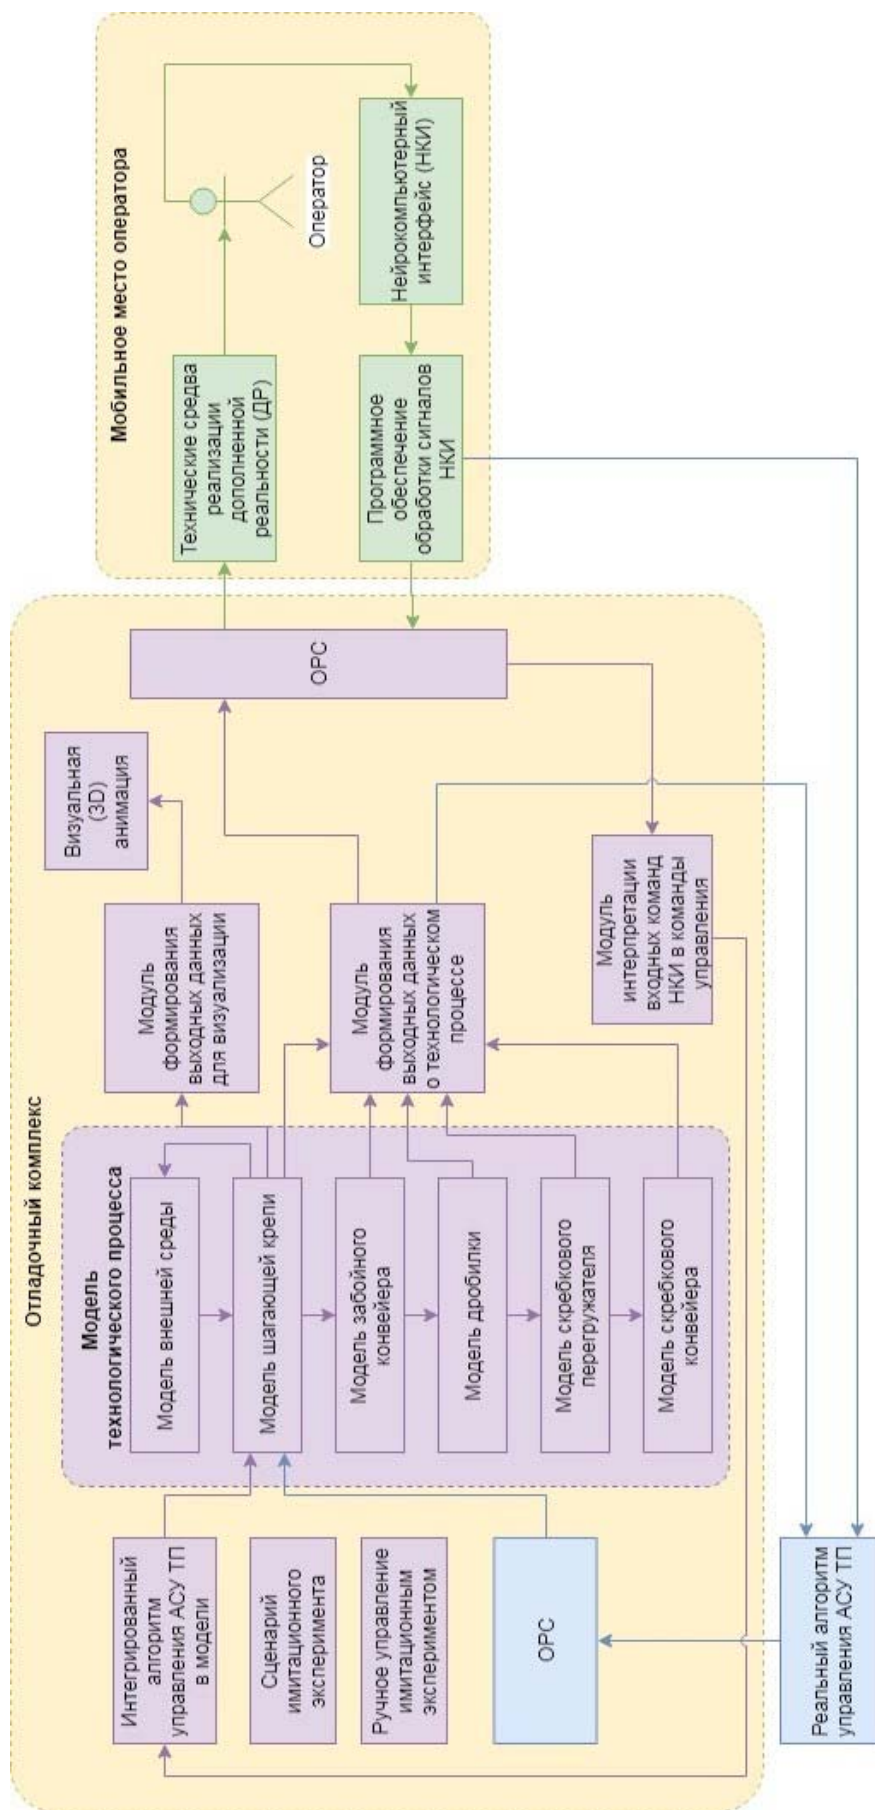 Отладочный комплекс
Интегрированный
алгоритм
управления АСУ ТП
в модели
Сценарий
имитационного
эксперимента
Ручное управление
имитационным
экспериментом
OPC
Реальный алгоритм
управления АСУ ТП
Модель
технологического процесса
Модель внешней среды
Модель шагающей крепи
Модель забойного
конвейера
Модель дробилки
Модель скребкового
перегружателя
Модель скребкового
конвейера
Модуль
формирования
выходных данных
для визуализации
Модуль
формирования
выходных данных
о технологическом
процессе
Модуль
интерпретации
входных команд
НКИ в команды
управления
Визуальная
(3D)
анимация
OPC
Мобильное место оператора
Технические средва
реализации
дополненной
реальности (ДР)
Программное
обеспечение
обработки сигналов
НКИ
Оператор
Нейрокомпьютерный
интерфейс (НКИ)